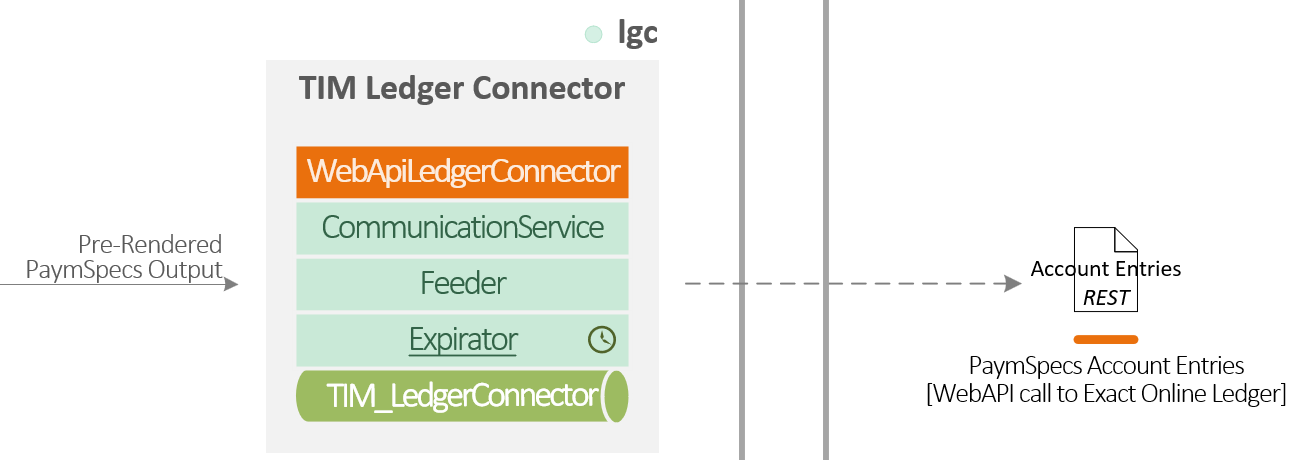 lgc
TIM Ledger Connector
WebApiLedgerConnector
CommunicationService
Feeder
Expirator
TIM_LedgerConnector
Pre-Rendered
PaymSpecs Output
Account Entries
REST
PaymSpecs Account Entries
[WebAPI call to Exact Online Ledger]